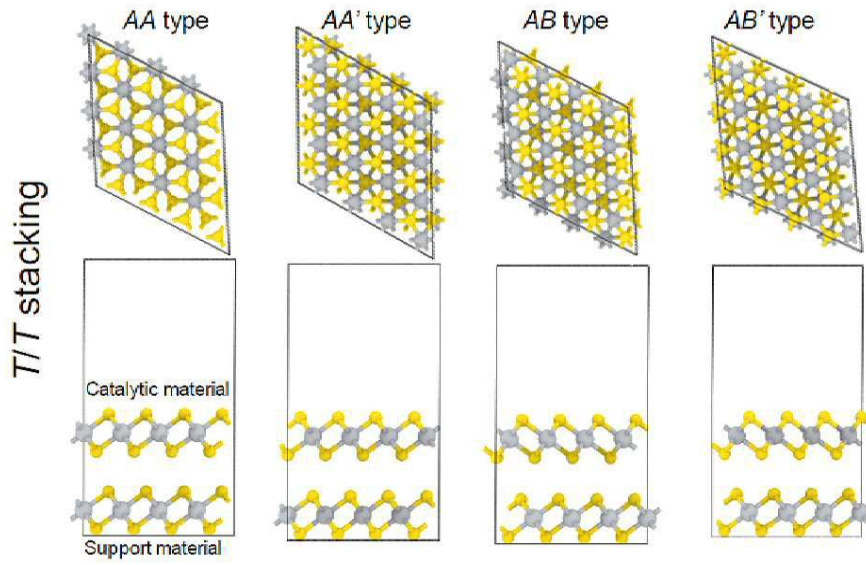 AA type
AA' type
AB type
AB' type
T/T stacking
Catalytic material
Support material